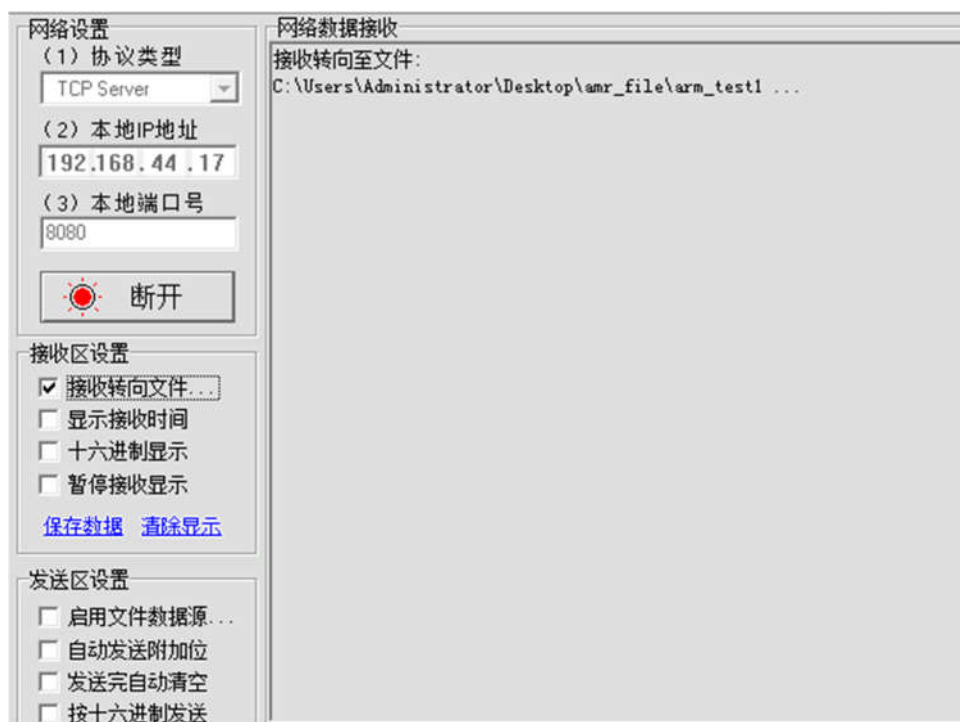 网络设置
(1) 协议类型
TCP Server
(2) 本地IP地址
192.168.44.17
(3) 本地端口号
8080
断开
接收区设置
接收转向文件...
显示接收时间
十六进制显示
暂停接收显示
保存数据 清除显示
发送区设置
启用文件数据源...
自动发送附加位
发送完自动清空
按十六进制发送
网络数据接收
接收转向至文件:
C:\Users\Administrator\Desktop\amr_file\arm_test1 ...